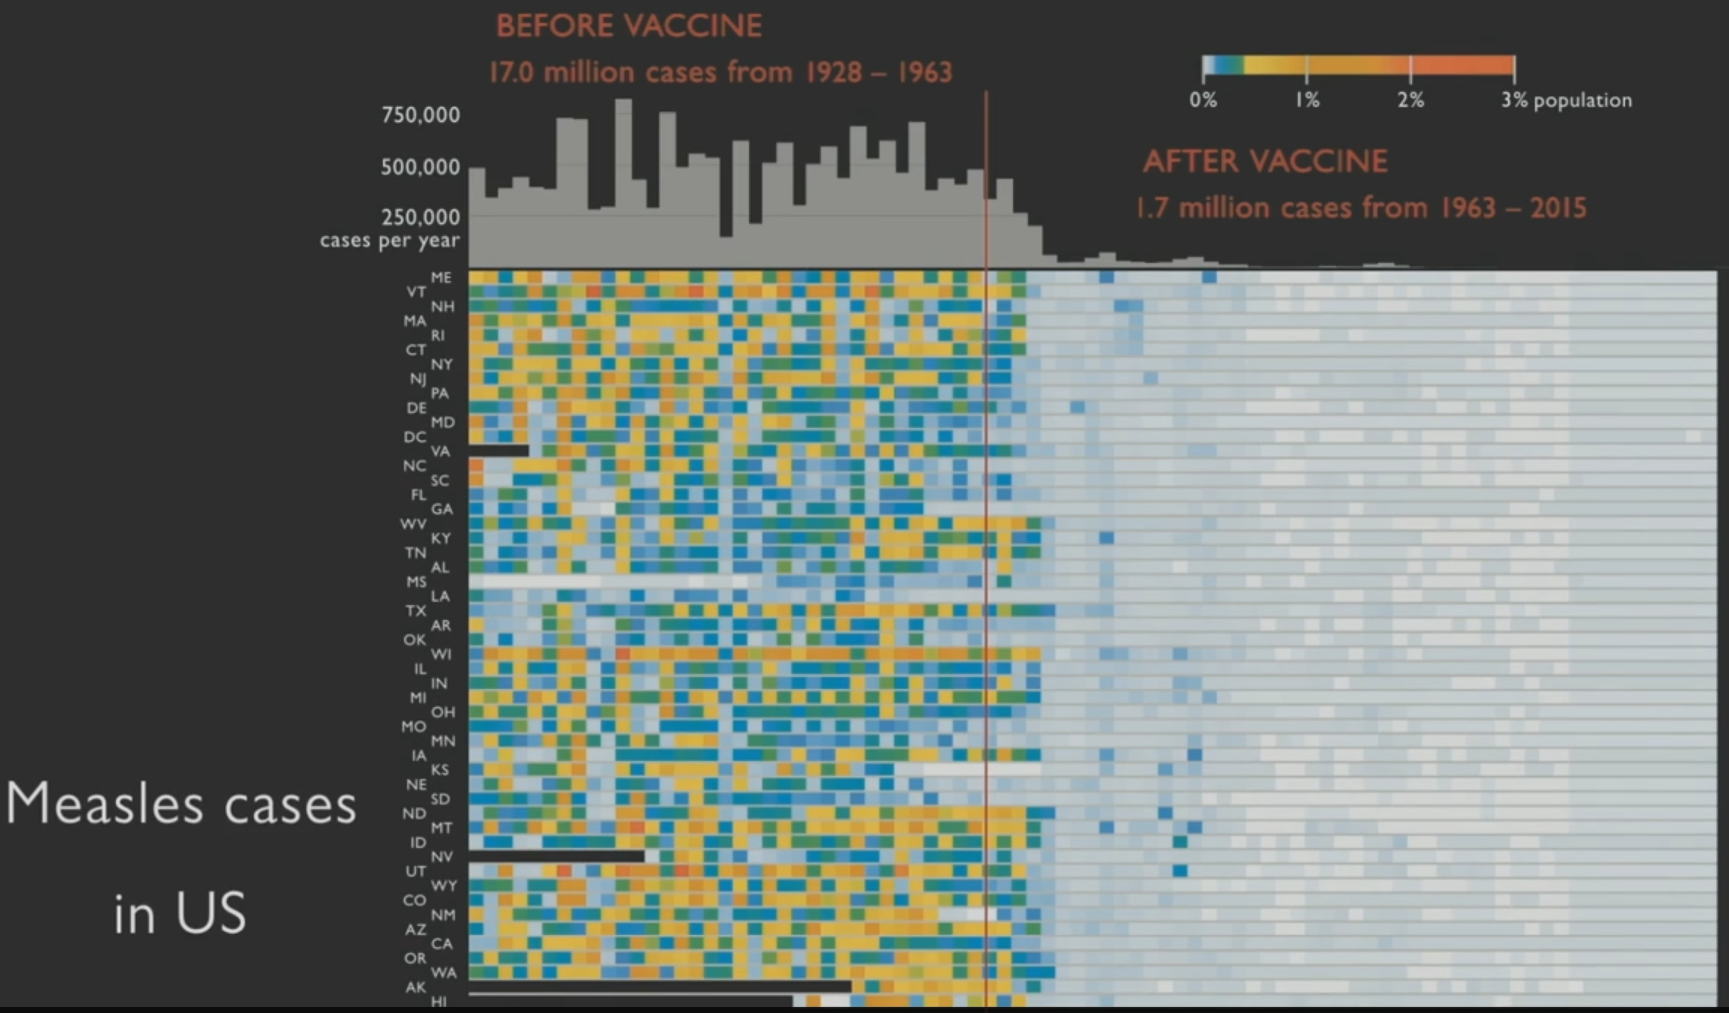 BEFORE VACCINE
17.0 million cases from 1928 – 1963
0%
1%
2%
3% population
750,000
500,000
250,000
cases per year
AFTER VACCINE
1.7 million cases from 1963 – 2015
ME
VT
NH
MA
RI
CT
NY
NJ
PA
DE
MD
DC
VA
NC
SC
FL
GA
WV
KY
TN
AL
MS
LA
TX
AR
OK
WI
IL
IN
MI
OH
MO
MN
IA
KS
NE
SD
ND
MT
ID
NV
UT
WY
CO
NM
AZ
CA
OR
WA
AK
HI
Measles cases
in US